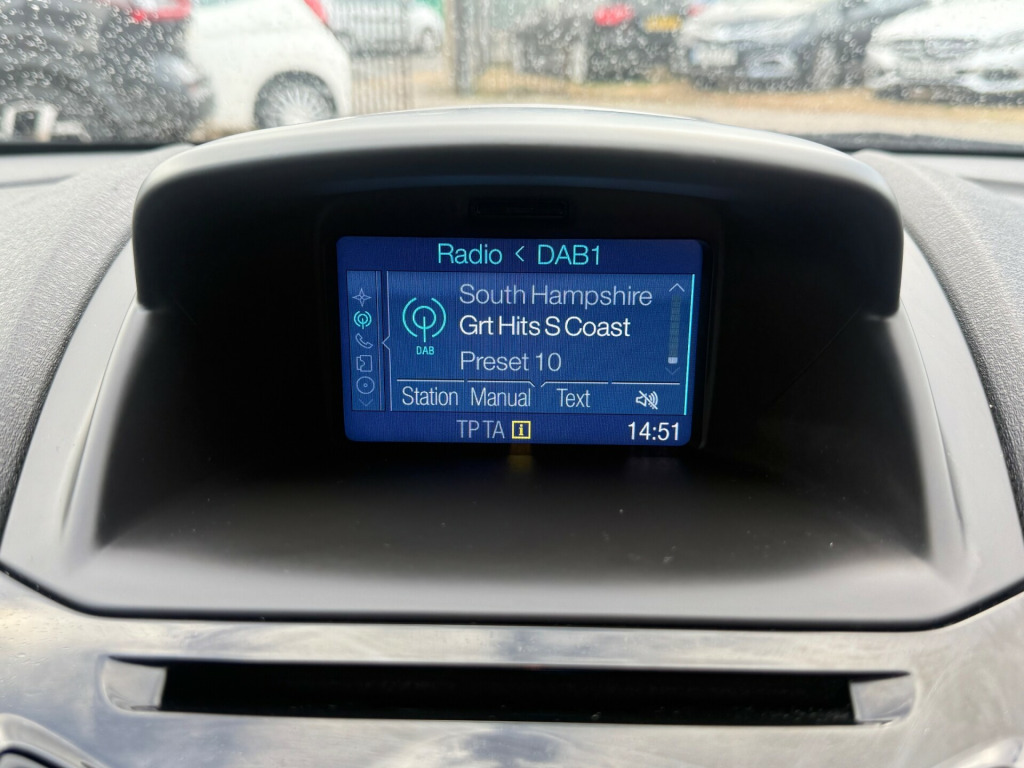 Radio < DAB1
South Hampshire
Grt Hits S Coast
DAB
Preset 10
Station Manual Text
TP TA i 14:51